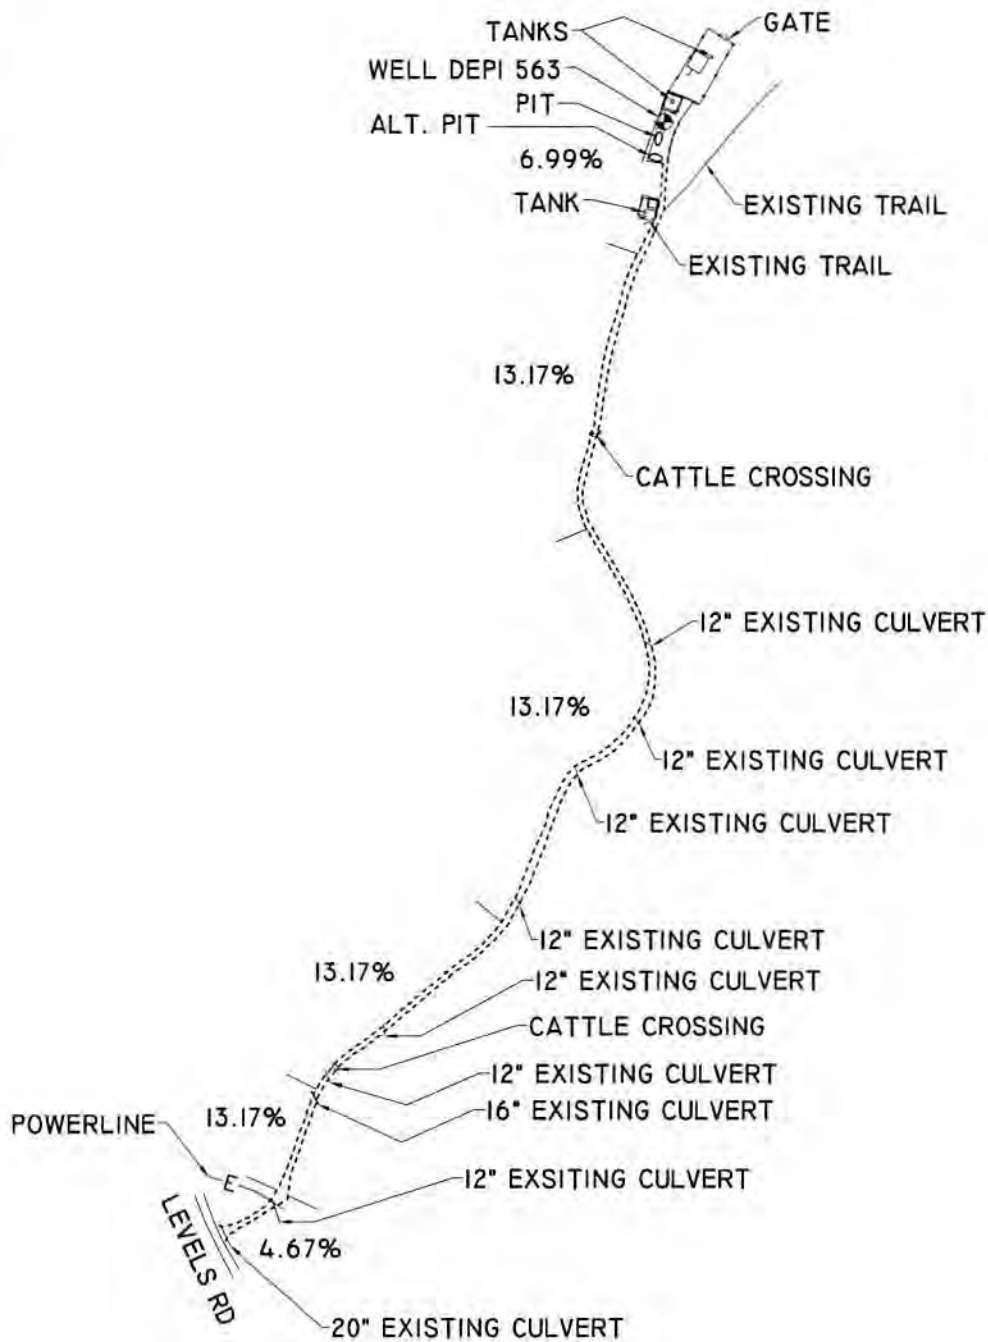 TANKS
GATE
WELL DEPI 563
PIT
ALT. PIT
6.99%
TANK
EXISTING TRAIL
EXISTING TRAIL
13.17%
CATTLE CROSSING
12" EXISTING CULVERT
13.17%
12" EXISTING CULVERT
12" EXISTING CULVERT
12" EXISTING CULVERT
13.17%
12" EXISTING CULVERT
CATTLE CROSSING
12" EXISTING CULVERT
13.17%
16" EXISTING CULVERT
POWERLINE
E
12" EXSITING CULVERT
LEVELS RD
4.67%
20" EXISTING CULVERT